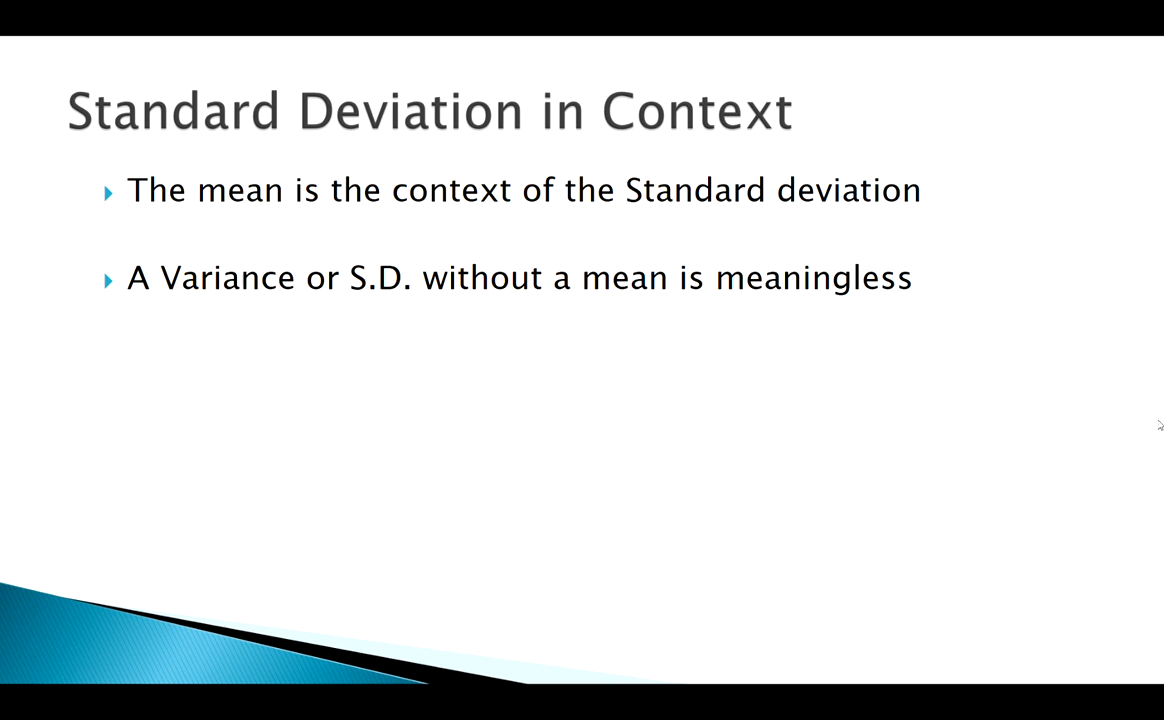 Standard Deviation in Context
The mean is the context of the Standard deviation
A Variance or S.D. without a mean is meaningless